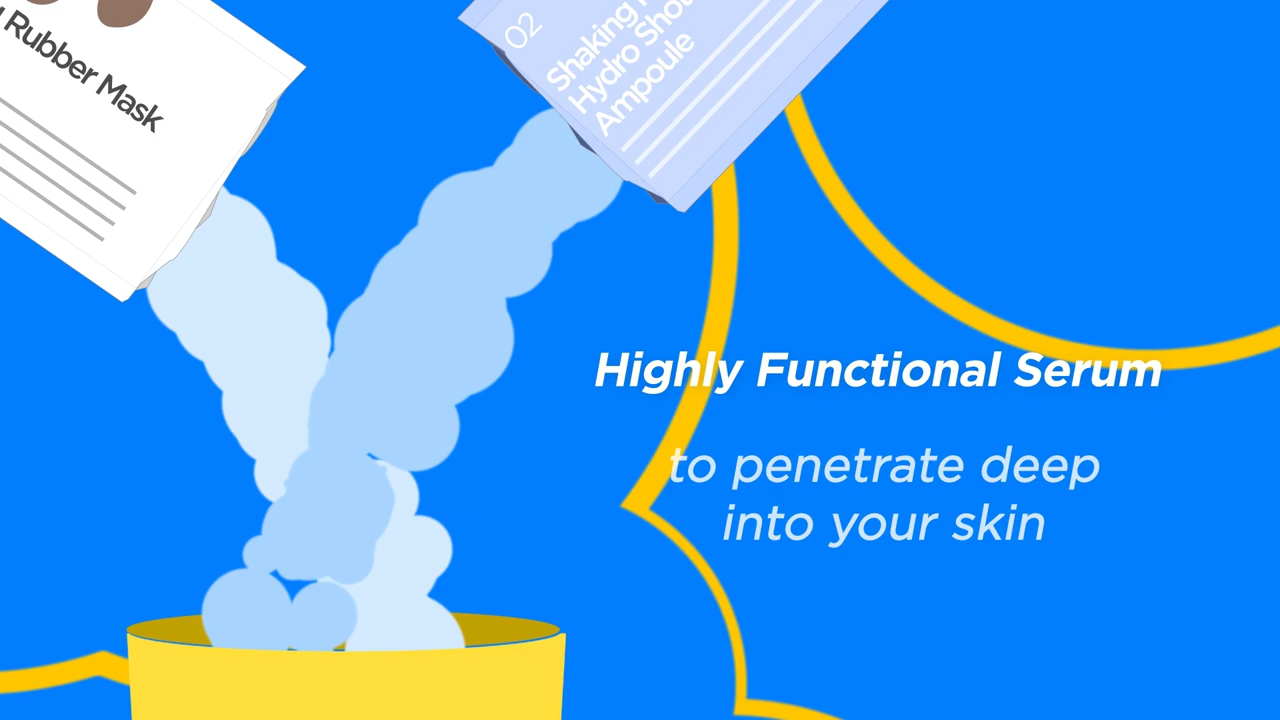 Rubber Mask
02
Shaking
Hydro Shot
Ampoule
Highly Functional Serum
to penetrate deep
into your skin